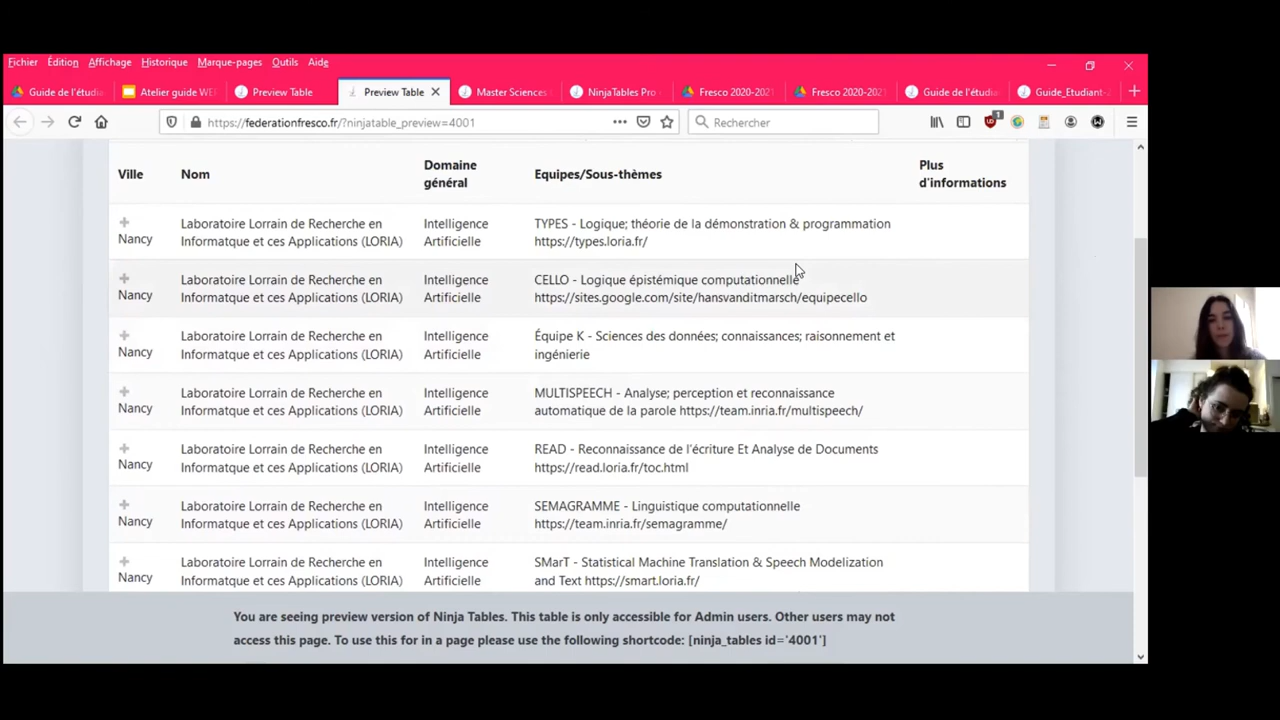 Fichier Édition Affichage Historique Marque-pages Outils Aide
Guide de l'étudia Atelier guide WEB Preview Table Preview Table Master Sciences NinjaTables Pro Fresco 2020-2021 Fresco 2020-2021 Guide de l'étudia Guide_Etudiant-
https://federationfresco.fr/?ninjatable_preview=4001 Rechercher 1
Ville Nom Domaine général Equipes/Sous-thèmes Plus d'informations
Nancy
Laboratoire Lorrain de Recherche en
Informatque et ces Applications (LORIA)
Intelligence
Artificielle
TYPES - Logique; théorie de la démonstration & programmation
https://types.loria.fr/
Nancy
Laboratoire Lorrain de Recherche en
Informatque et ces Applications (LORIA)
Intelligence
Artificielle
CELLO - Logique épistémique computationnelle
https://sites.google.com/site/hansvanditmarsch/equipecello
Nancy
Laboratoire Lorrain de Recherche en
Informatque et ces Applications (LORIA)
Intelligence
Artificielle
Équipe K - Sciences des données; connaissances; raisonnement et
ingénierie
Nancy
Laboratoire Lorrain de Recherche en
Informatque et ces Applications (LORIA)
Intelligence
Artificielle
MULTISPEECH - Analyse; perception et reconnaissance
automatique de la parole https://team.inria.fr/multispeech/
Nancy
Laboratoire Lorrain de Recherche en
Informatque et ces Applications (LORIA)
Intelligence
Artificielle
READ - Reconnaissance de l'écriture Et Analyse de Documents
https://read.loria.fr/toc.html
Nancy
Laboratoire Lorrain de Recherche en
Informatque et ces Applications (LORIA)
Intelligence
Artificielle
SEMAGRAMME - Linguistique computationnelle
https://team.inria.fr/semagramme/
Nancy
Laboratoire Lorrain de Recherche en
Informatque et ces Applications (LORIA)
Intelligence
Artificielle
SMarT - Statistical Machine Translation & Speech Modelization
and Text https://smart.loria.fr/
You are seeing preview version of Ninja Tables. This table is only accessible for Admin users. Other users may not
access this page. To use this for in a page please use the following shortcode: [ninja_tables id='4001']